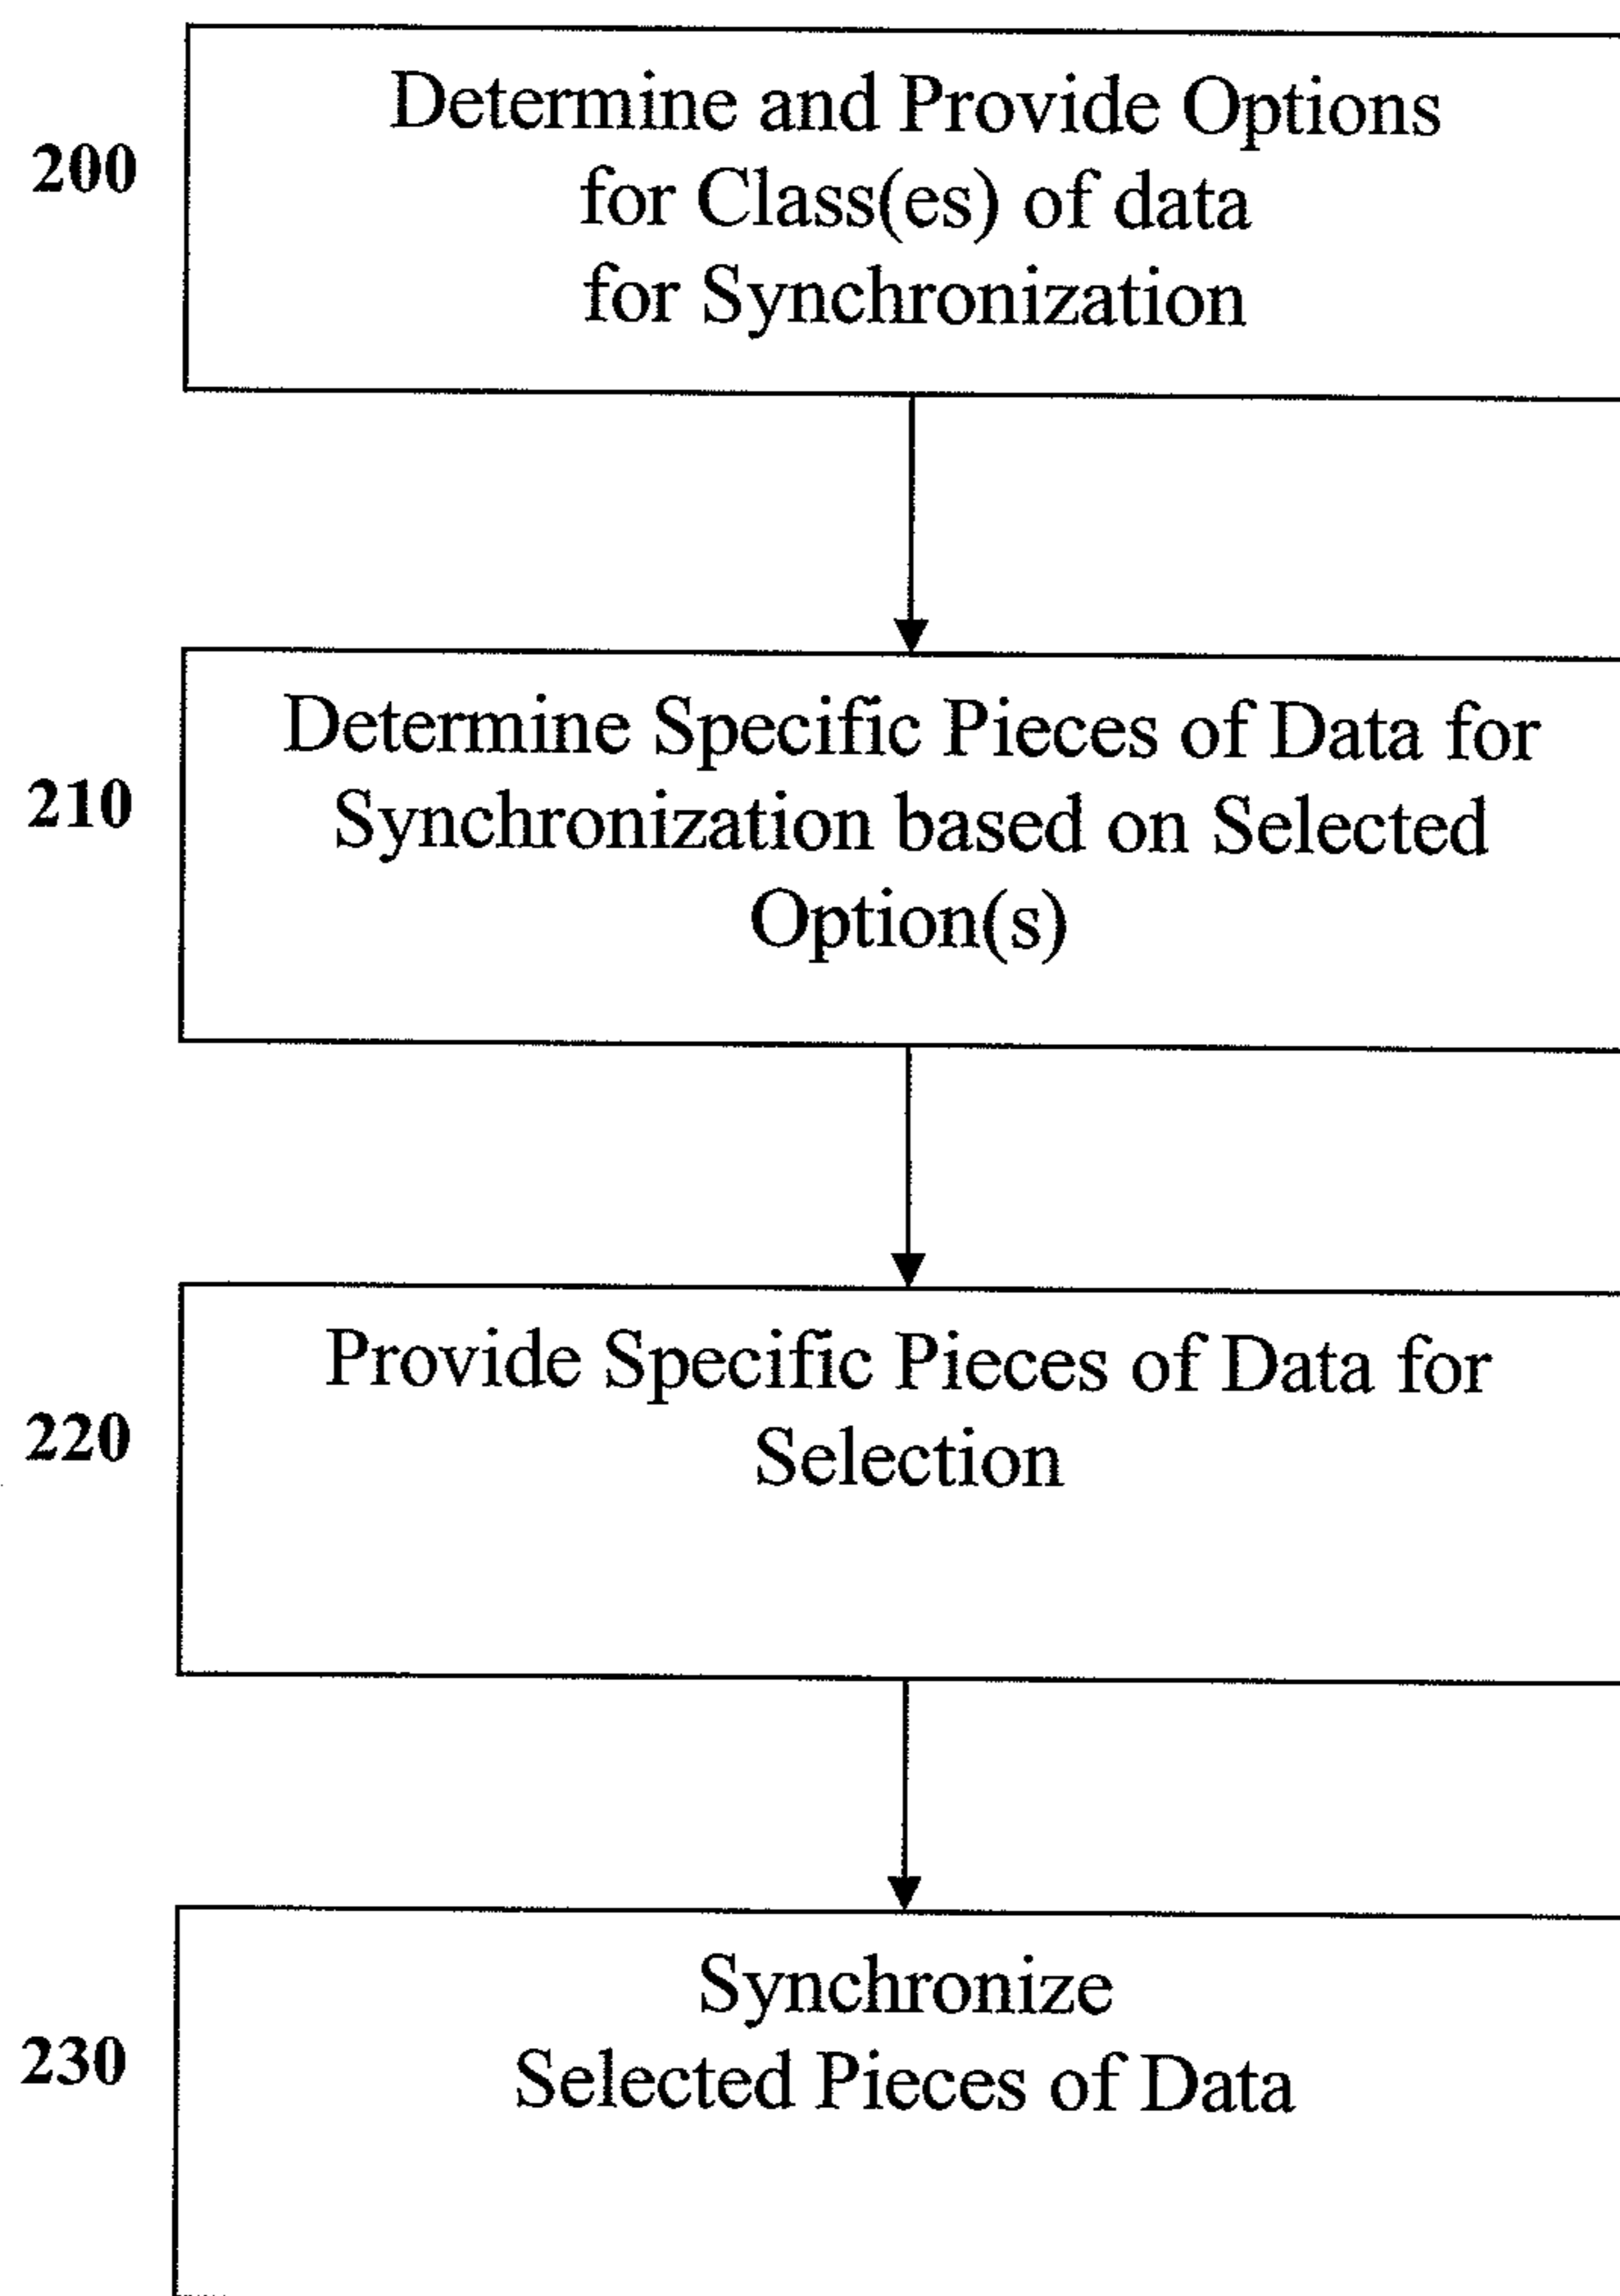 Determine and Provide Options
200
for Class(es) of data
for Synchronization
Determine Specific Pieces of Data for
210
Synchronization based on Selected
Option(s)
Provide Specific Pieces of Data for
220
Selection
Synchronize
230
Selected Pieces of Data